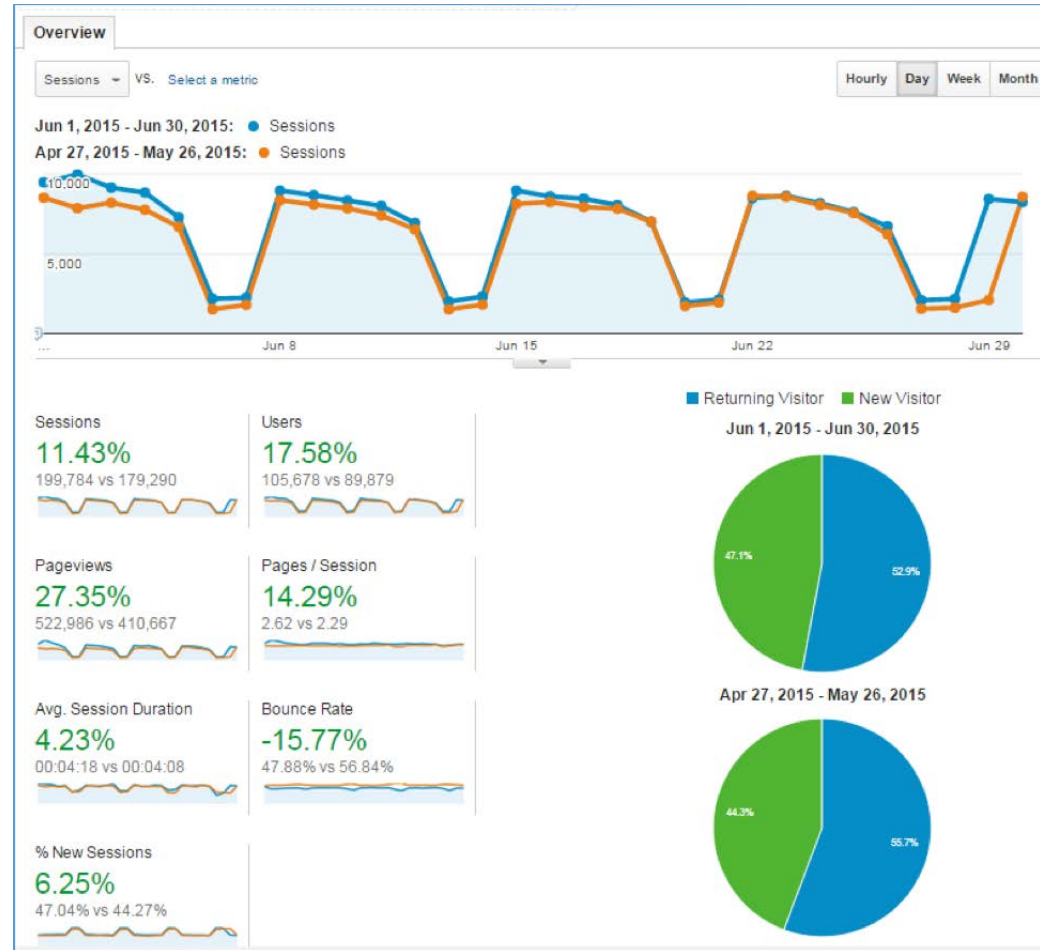 Overview
Sessions VS. Select a metric Hourly Day Week Month
Jun 1, 2015 - Jun 30, 2015: Sessions
Apr 27, 2015 - May 26, 2015: Sessions
10,000
5,000
... Jun 8 Jun 15 Jun 22 Jun 29
Returning Visitor New Visitor
Jun 1, 2015 - Jun 30, 2015
47.1% 52.9%
Apr 27, 2015 - May 26, 2015
44.3% 55.7%
Sessions
11.43%
199,784 vs 179,290
Users
17.58%
105,678 vs 89,879
Pageviews
27.35%
522,986 vs 410,667
Pages / Session
14.29%
2.62 vs 2.29
Avg. Session Duration
4.23%
00:04:18 vs 00:04:08
Bounce Rate
-15.77%
47.88% vs 56.84%
% New Sessions
6.25%
47.04% vs 44.27%